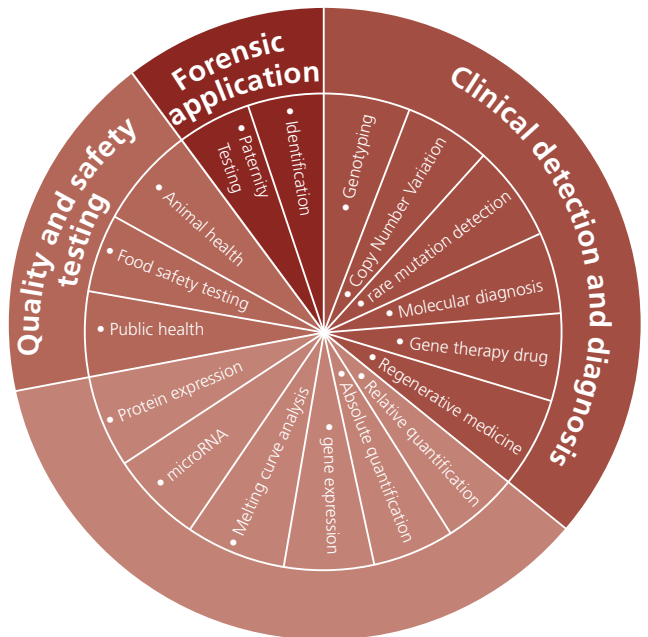 Forensic
application
Identification
Paternity
Testing
Clinical detection and diagnosis
Genotyping
Copy Number Variation
rare mutation detection
Molecular diagnosis
Gene therapy drug
Regenerative medicine
Relative quantification
Absolute quantification
gene expression
Melting curve analysis
microRNA
Protein expression
Quality and safety
testing
Public health
Food safety testing
Animal health